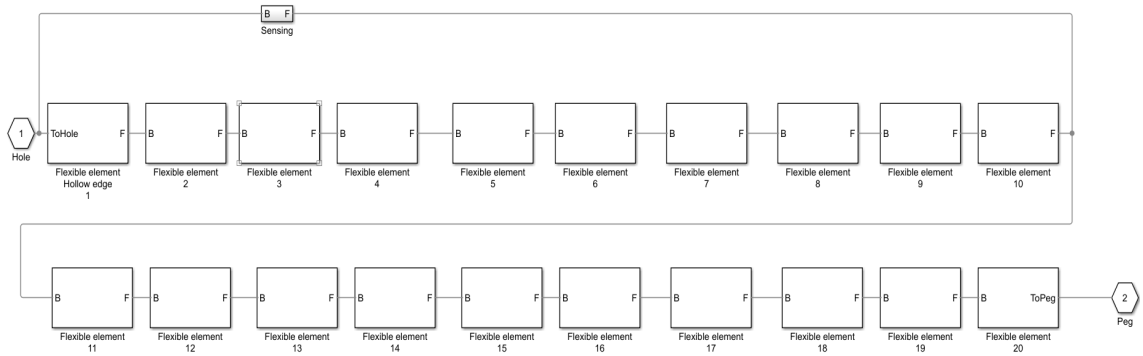 B F
Sensing
1 ToHole F B F B F B F B F B F B F B F B F B F
Hole
Flexible element Flexible element Flexible element Flexible element Flexible element Flexible element Flexible element Flexible element Flexible element Flexible element
Hollow edge 2 3 4 5 6 7 8 9 10
1
B F B F B F B F B F B F B F B F B F B ToPeg 2
Peg
Flexible element Flexible element Flexible element Flexible element Flexible element Flexible element Flexible element Flexible element Flexible element Flexible element
11 12 13 14 15 16 17 18 19 20